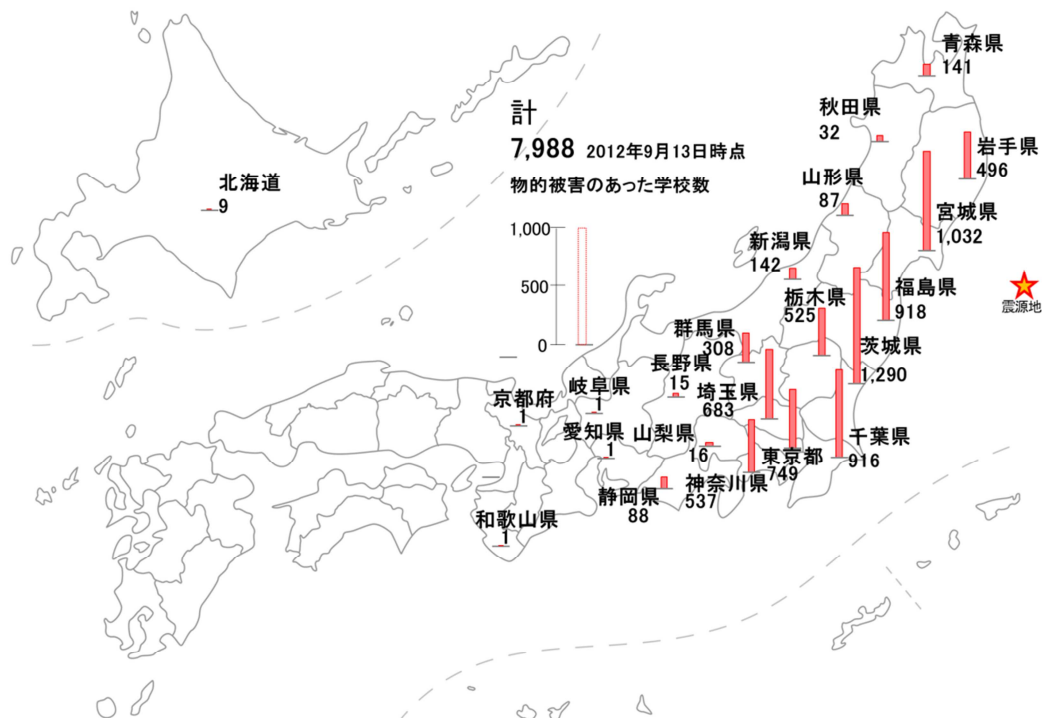 青森県
141
秋田県
32
計
7,988 2012年9月13日時点
物的被害のあった学校数
岩手県
496
山形県
87
北海道
9
宮城県
1,032
1,000
500
0
新潟県
142
福島県
918
震源地
栃木県
525
群馬県
308
茨城県
1,290
長野県
15
岐阜県
1
京都府
1
埼玉県
683
愛知県
1
山梨県
16
千葉県
916
東京都
749
神奈川県
537
静岡県
88
和歌山県
1